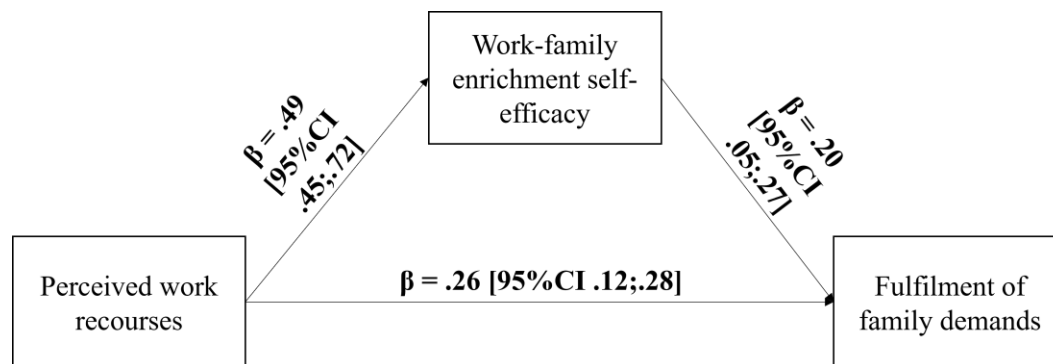 Work-family
enrichment self-
efficacy
β = .49
[95%CI
.45;.72]
β = .20
[95%CI
.05;.27]
β = .26 [95%CI .12;.28]
Perceived work
recourses
Fulfilment of
family demands